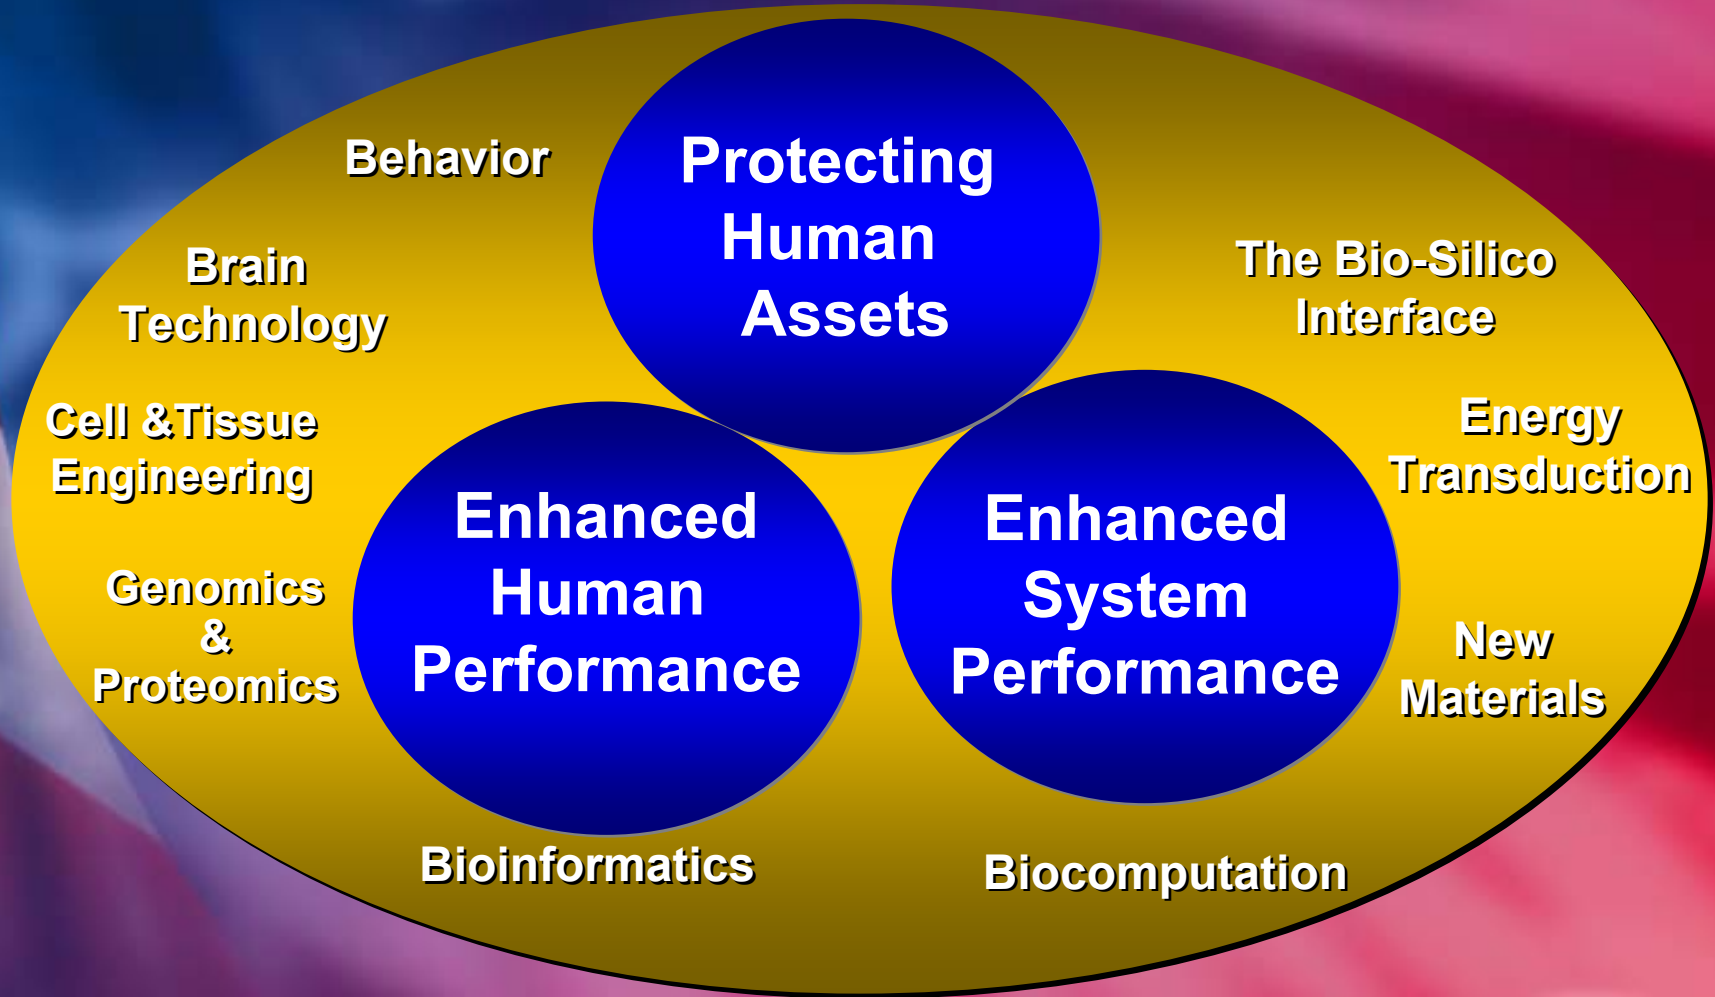 Behavior
Protecting
Human
Assets
Brain
Technology
The Bio-Silico
Interface
Cell &Tissue
Engineering
Energy
Transduction
Enhanced
Human
Performance
Enhanced
System
Performance
Genomics
&
Proteomics
New
Materials
Bioinformatics
Biocomputation